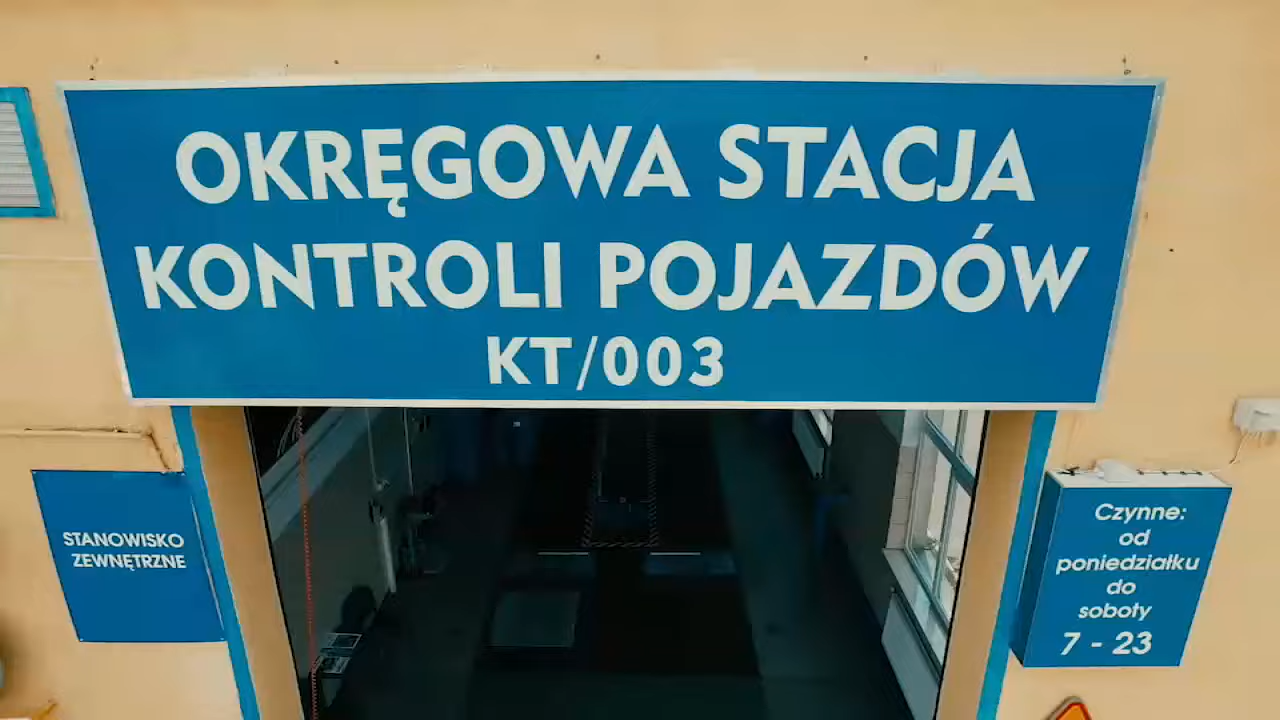 OKRĘGOWA STACJA
KONTROLI POJAZDÓW
KT/003
STANOWISKO
ZEWNĘTRZNE
Czynne:
od
poniedziałku
do
soboty
7 - 23